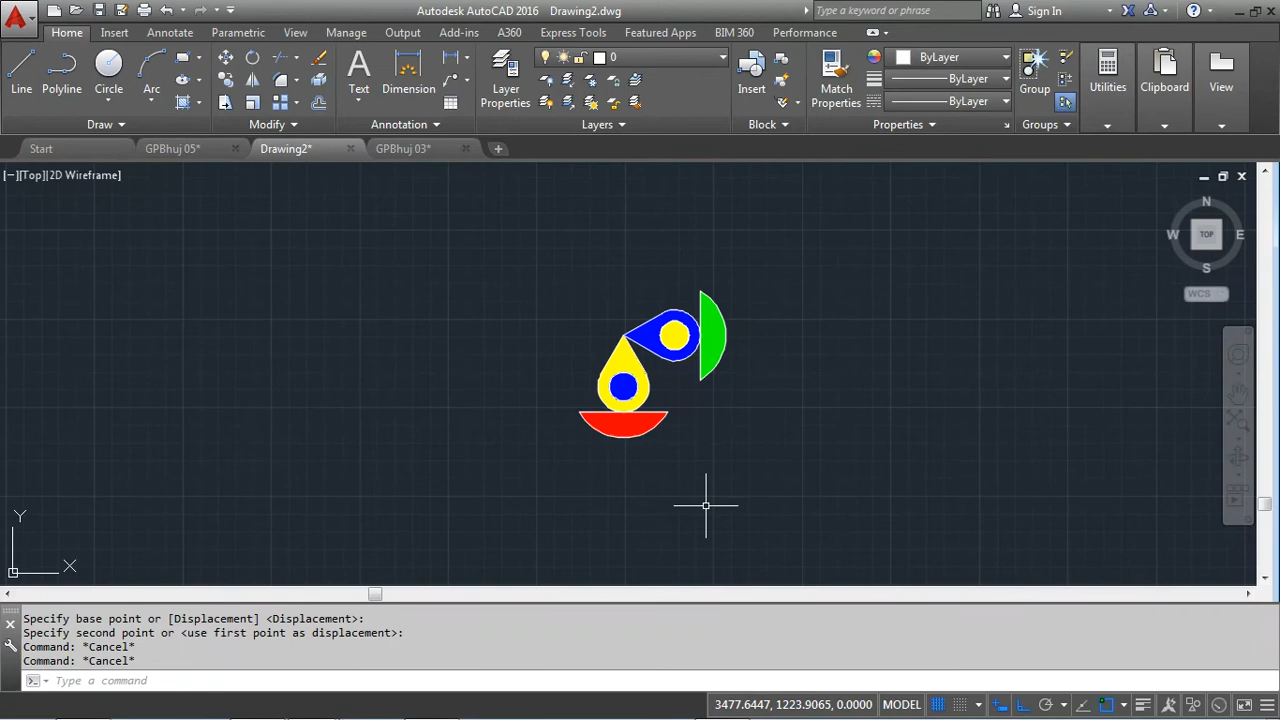 Autodesk AutoCAD 2016 Drawing2.dwg
Type a keyword or phrase
Sign In
Home Insert Annotate Parametric View Manage Output Add-ins A360 Express Tools Featured Apps BIM 360 Performance
0
ByLayer
ByLayer
ByLayer
Line Polyline Circle Arc Text Dimension Layer Properties Insert Match Properties Group Utilities Clipboard View
Draw Modify Annotation Layers Block Properties Groups
Start GPBhuj 05* Drawing2* GPBhuj 03*
[−][Top][2D Wireframe]
N
W TOP E
S
WCS
Y
X
Specify base point or [Displacement] <Displacement>:
Specify second point or <use first point as displacement>:
Command: *Cancel*
Command: *Cancel*
Type a command
3477.6447, 1223.9065, 0.0000 MODEL